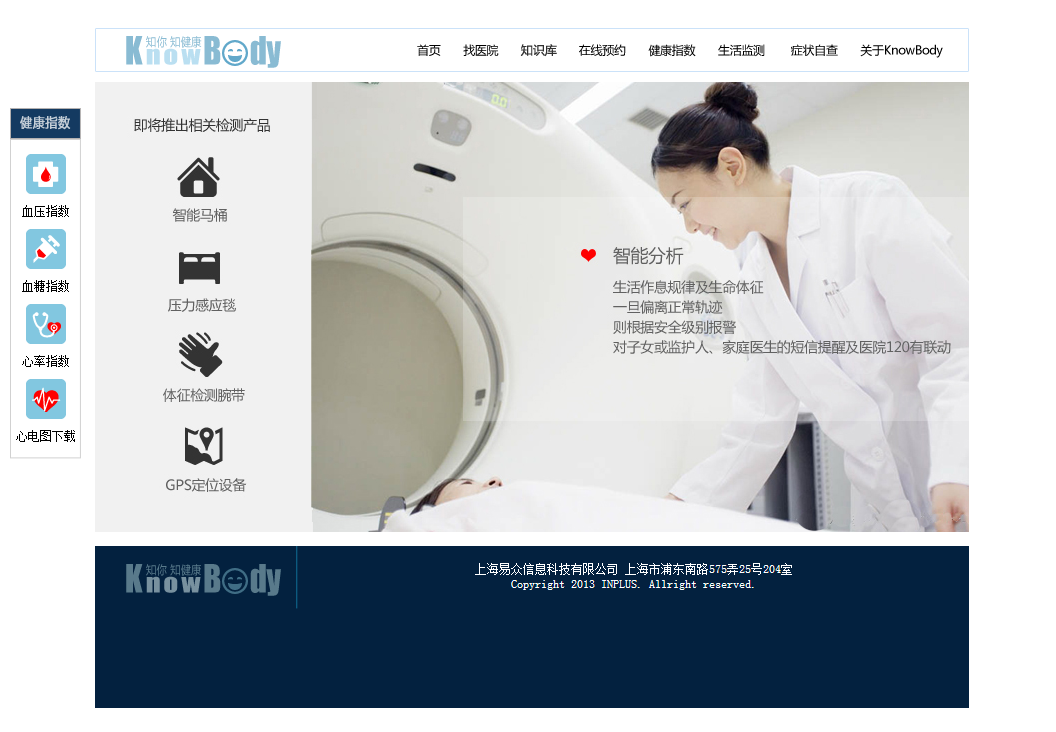 知你 知健康
KnowBody
首页 找医院 知识库 在线预约 健康指数 生活监测 症状自查 关于KnowBody
健康指数
血压指数
血糖指数
心率指数
心电图下载
即将推出相关检测产品
智能马桶
压力感应毯
体征检测腕带
GPS定位设备
智能分析
生活作息规律及生命体征
一旦偏离正常轨迹
则根据安全级别报警
对子女或监护人、家庭医生的短信提醒及医院120有联动
知你 知健康
KnowBody
上海易众信息科技有限公司 上海市浦东南路575弄25号204室
Copyright 2013 INPLUS. Allright reserved.